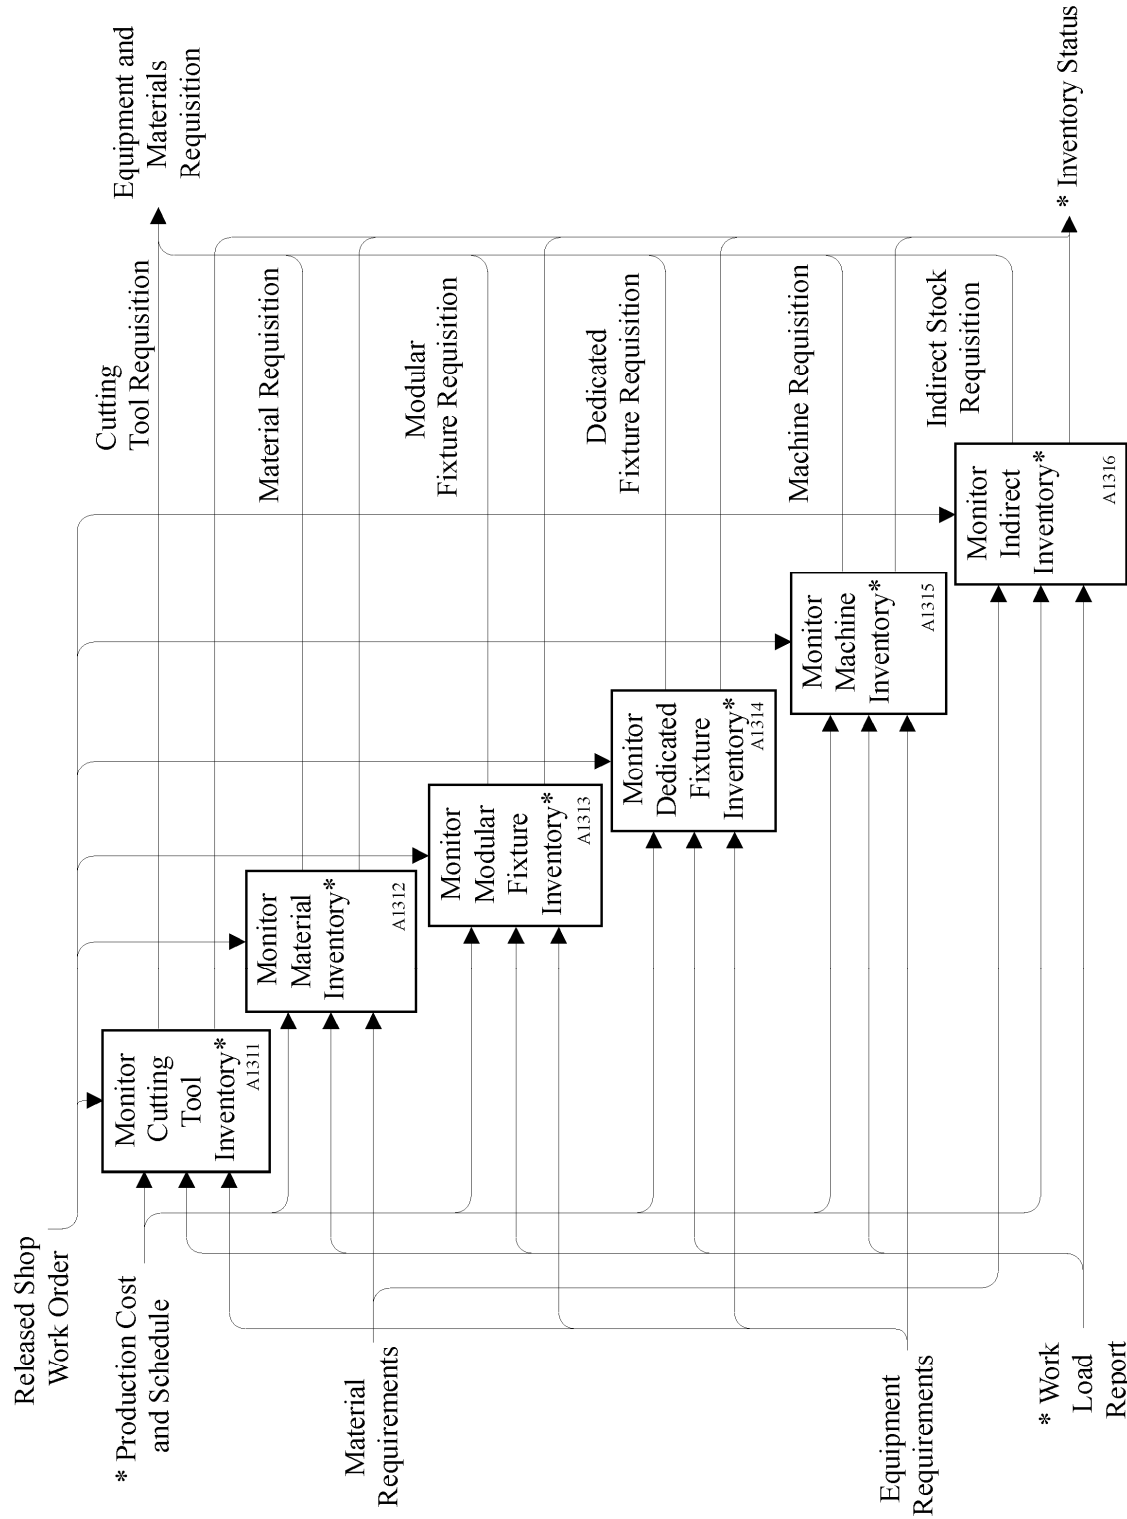 Released Shop
Work Order
* Production Cost
and Schedule
Material
Requirements
Equipment
Requirements
* Work
Load
Report
Monitor
Cutting
Tool
Inventory*
A1311
Monitor
Material
Inventory*
A1312
Monitor
Modular
Fixture
Inventory*
A1313
Monitor
Dedicated
Fixture
Inventory*
A1314
Monitor
Machine
Inventory*
A1315
Monitor
Indirect
Inventory*
A1316
Cutting
Tool Requisition
Material Requisition
Modular
Fixture Requisition
Dedicated
Fixture Requisition
Machine Requisition
Indirect Stock
Requisition
Equipment and
Materials
Requisition
* Inventory Status